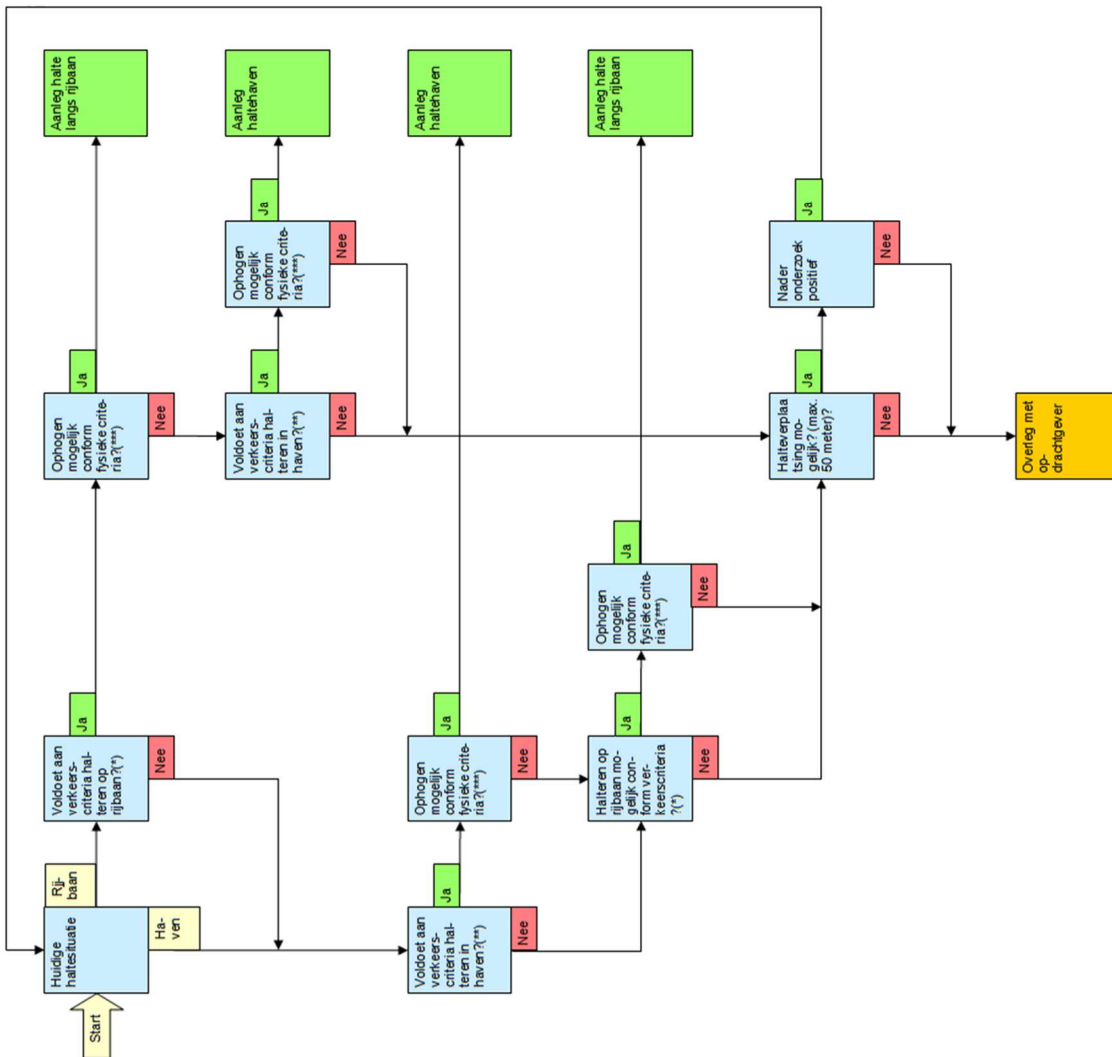 Start
Huidige
haltesituatie
Rij-
baan
Ha-
ven
Voldoet aan
verkeers-
criteria hal-
teren op
rijbaan?(*)
Ja
Nee
Ophogen
mogelijk
conform
fysieke crite-
ria?(***)
Ja
Nee
Aanleg halte
langs rijbaan
Voldoet aan
verkeers-
criteria hal-
teren in
haven?(**)
Ja
Nee
Ophogen
mogelijk
conform
fysieke crite-
ria?(***)
Ja
Nee
Aanleg
haltehaven
Voldoet aan
verkeers-
criteria hal-
teren in
haven?(**)
Ja
Nee
Ophogen
mogelijk
conform
fysieke crite-
ria?(***)
Ja
Nee
Aanleg
haltehaven
Halteren op
rijbaan mo-
gelijk con-
form ver-
keerscriteria
?(*)
Ja
Nee
Ophogen
mogelijk
conform
fysieke crite-
ria?(***)
Ja
Nee
Aanleg halte
langs rijbaan
Halteverplaa
tsing mo-
gelijk? (max.
50 meter)?
Ja
Nee
Nader
onderzoek
positief
Ja
Nee
Overleg met
op-
drachtgever